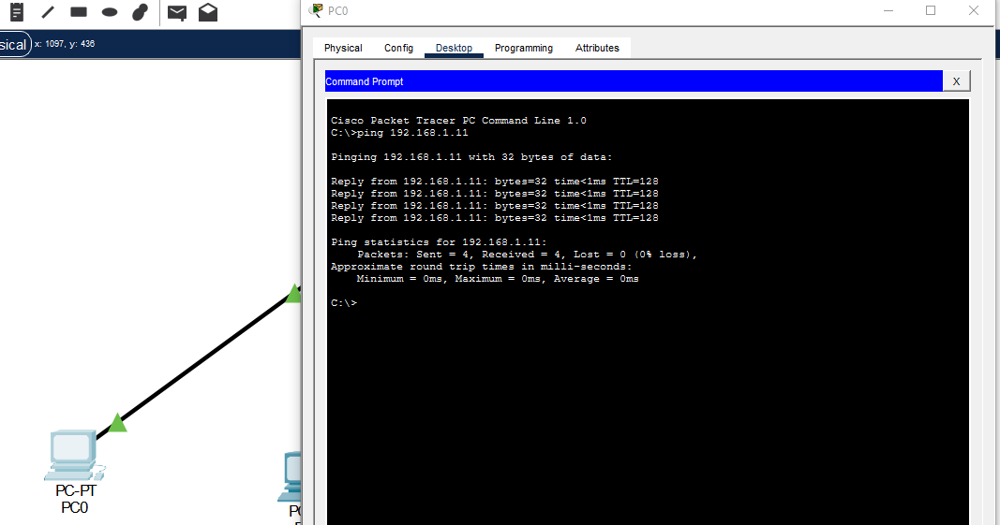 PC0
sical
x: 1097, y: 436
Physical Config Desktop Programming Attributes
Command Prompt
X
Cisco Packet Tracer PC Command Line 1.0
C:\>ping 192.168.1.11
Pinging 192.168.1.11 with 32 bytes of data:
Reply from 192.168.1.11: bytes=32 time<1ms TTL=128
Reply from 192.168.1.11: bytes=32 time<1ms TTL=128
Reply from 192.168.1.11: bytes=32 time<1ms TTL=128
Reply from 192.168.1.11: bytes=32 time<1ms TTL=128
Ping statistics for 192.168.1.11:
Packets: Sent = 4, Received = 4, Lost = 0 (0% loss),
Approximate round trip times in milli-seconds:
Minimum = 0ms, Maximum = 0ms, Average = 0ms
C:\>
PC-PT
PC0